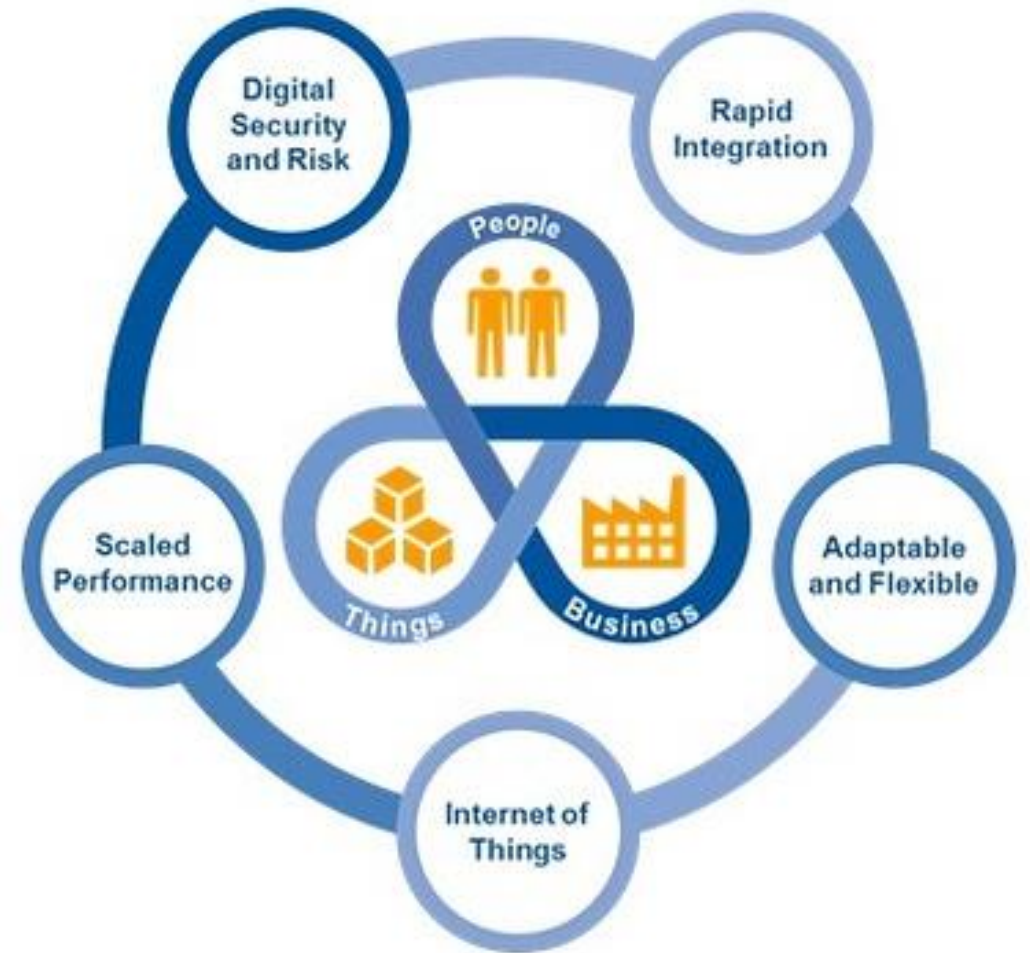 Digital
Security
and Risk
Rapid
Integration
People
Scaled
Performance
Adaptable
and Flexible
Things
Business
Internet of
Things